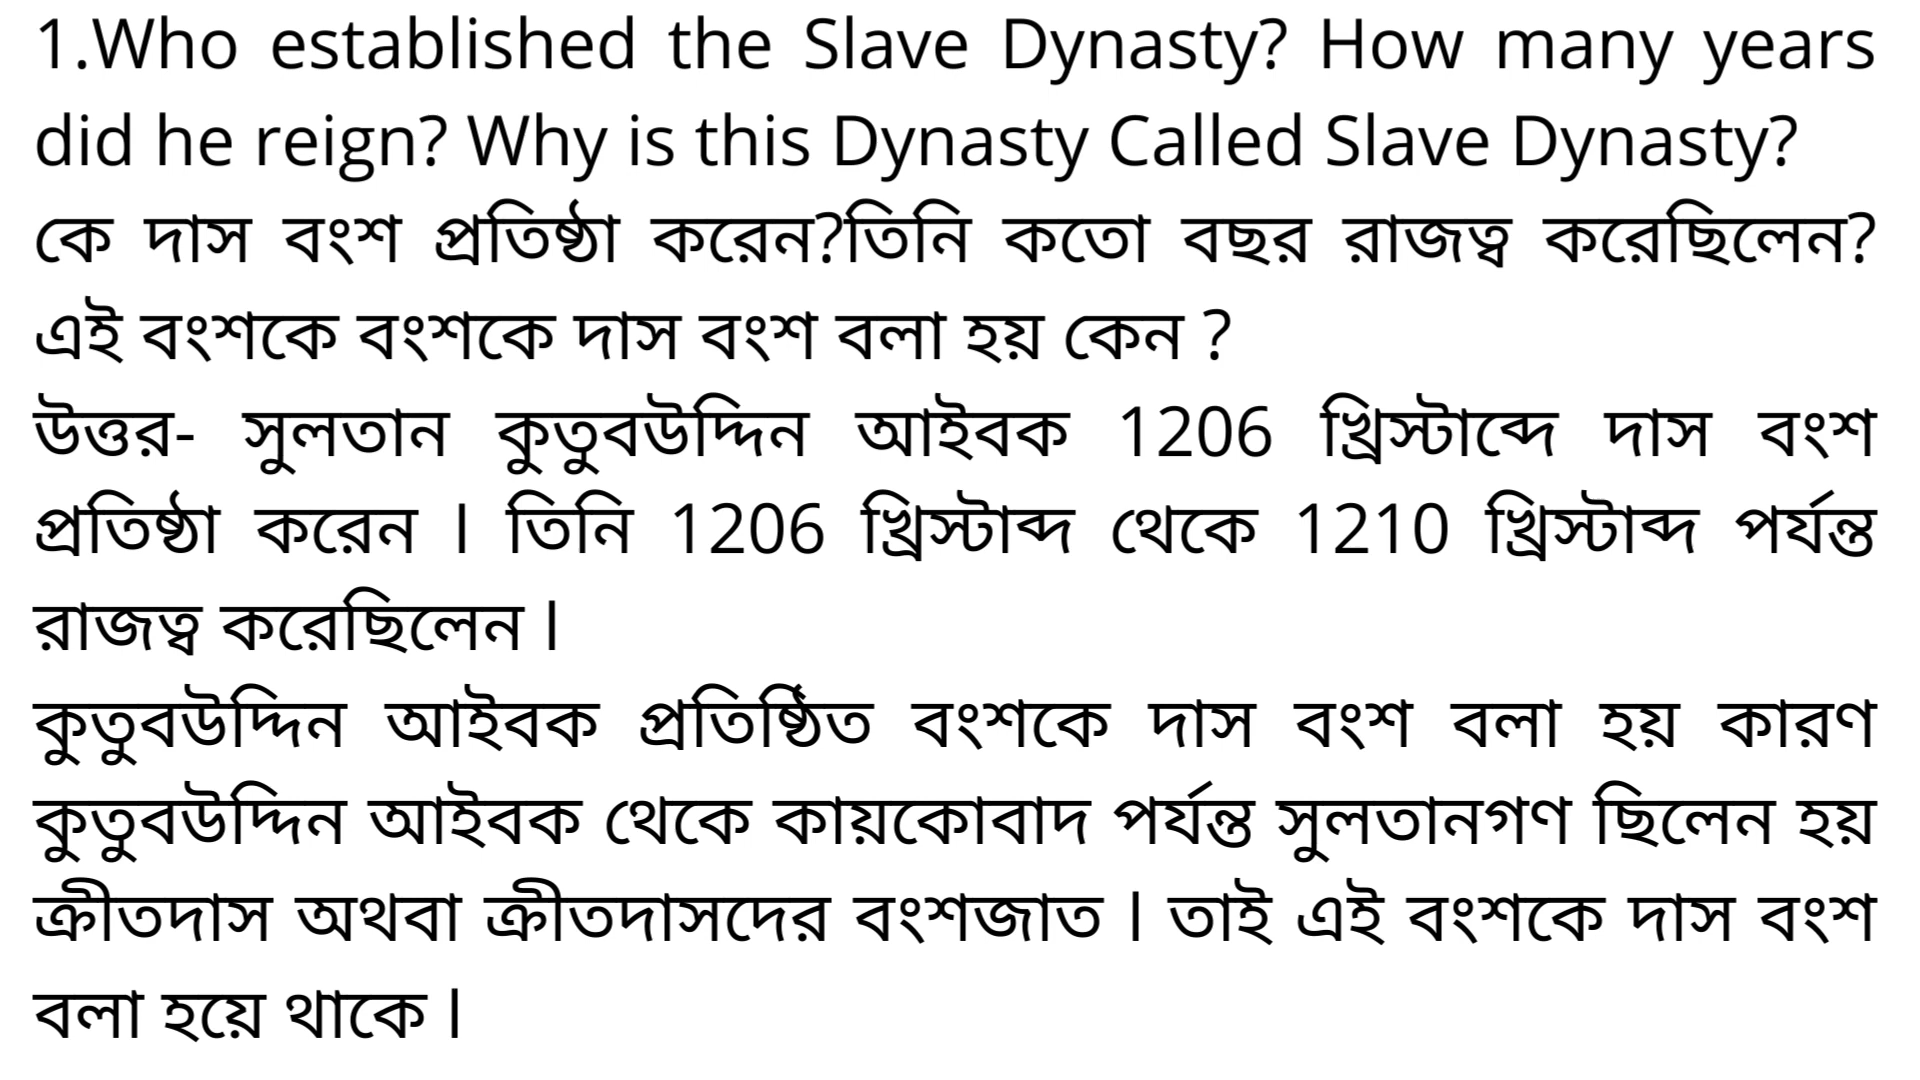 1.Who established the Slave Dynasty? How many years
did he reign? Why is this Dynasty Called Slave Dynasty?
কে দাস বংশ প্রতিষ্ঠা করেন?তিনি কতো বছর রাজত্ব করেছিলেন?
এই বংশকে বংশকে দাস বংশ বলা হয় কেন ?
উত্তর- সুলতান কুতুবউদ্দিন আইবক 1206 খ্রিস্টাব্দে দাস বংশ
প্রতিষ্ঠা করেন । তিনি 1206 খ্রিস্টাব্দ থেকে 1210 খ্রিস্টাব্দ পর্যন্ত
রাজত্ব করেছিলেন ।
কুতুবউদ্দিন আইবক প্রতিষ্ঠিত বংশকে দাস বংশ বলা হয় কারণ
কুতুবউদ্দিন আইবক থেকে কায়কোবাদ পর্যন্ত সুলতানগণ ছিলেন হয়
ক্রীতদাস অথবা ক্রীতদাসদের বংশজাত । তাই এই বংশকে দাস বংশ
বলা হয়ে থাকে ।